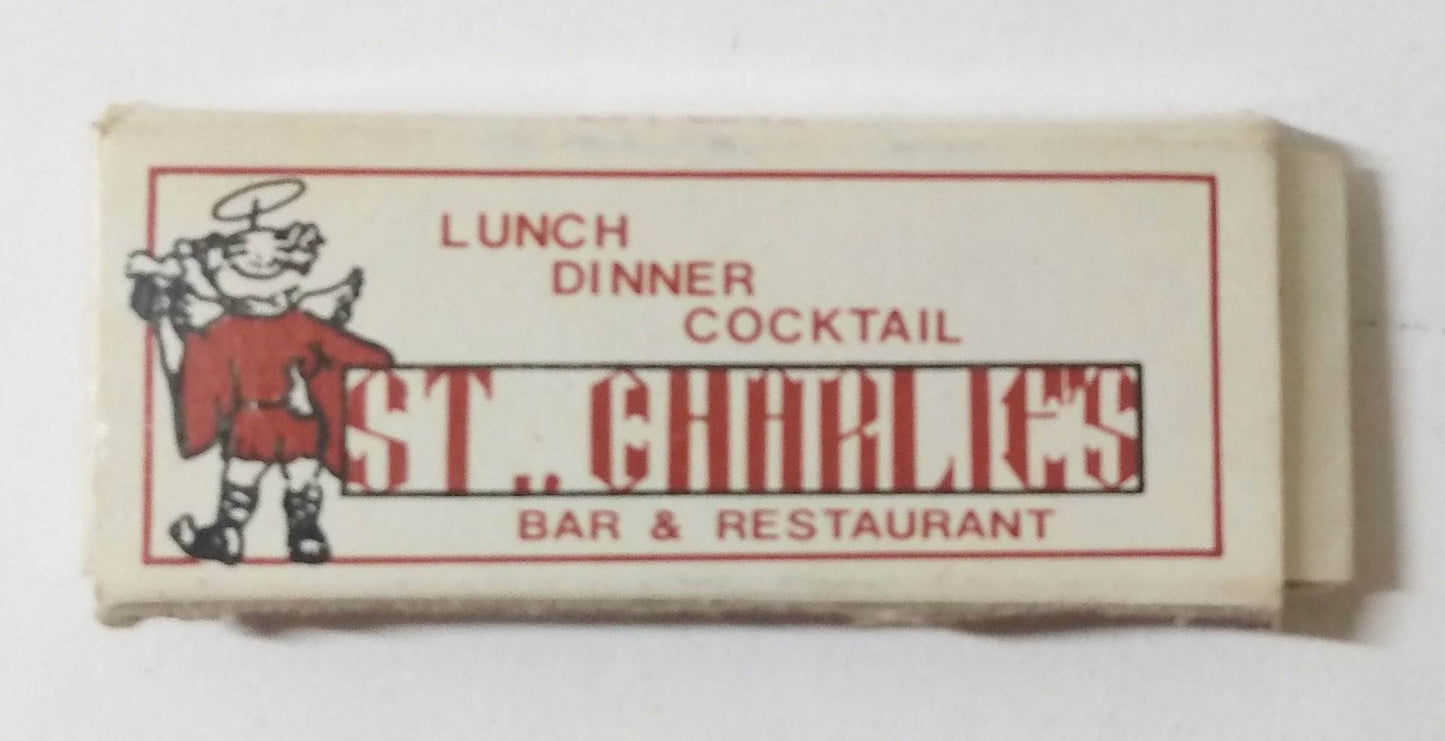 LUNCH
DINNER
COCKTAIL
ST.. CHARLIE'S
BAR & RESTAURANT